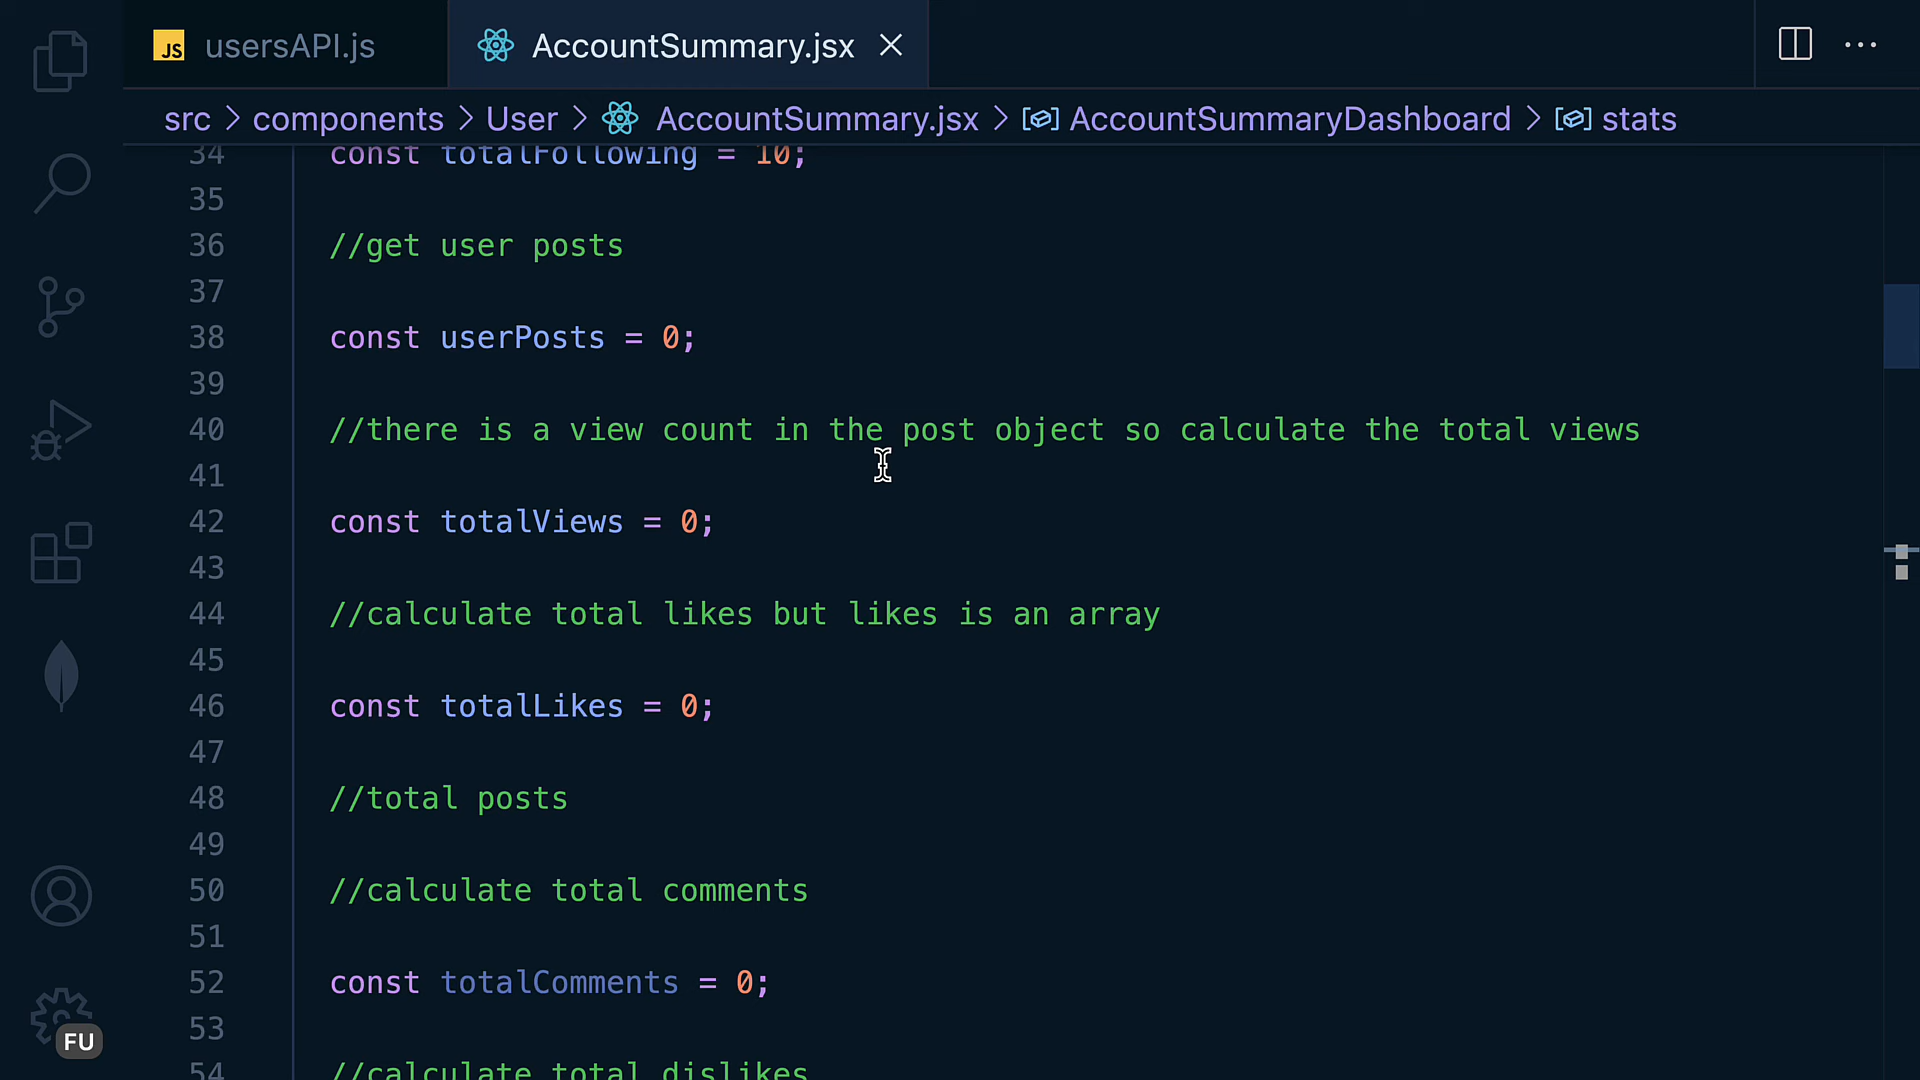 JS usersAPI.js AccountSummary.jsx
src > components > User > AccountSummary.jsx > AccountSummaryDashboard > stats
34 const totalFollowing = 10;
35
36 //get user posts
37
38 const userPosts = 0;
39
40 //there is a view count in the post object so calculate the total views
41
42 const totalViews = 0;
43
44 //calculate total likes but likes is an array
45
46 const totalLikes = 0;
47
48 //total posts
49
50 //calculate total comments
51
52 const totalComments = 0;
53
54 //calculate total dislikes
FU